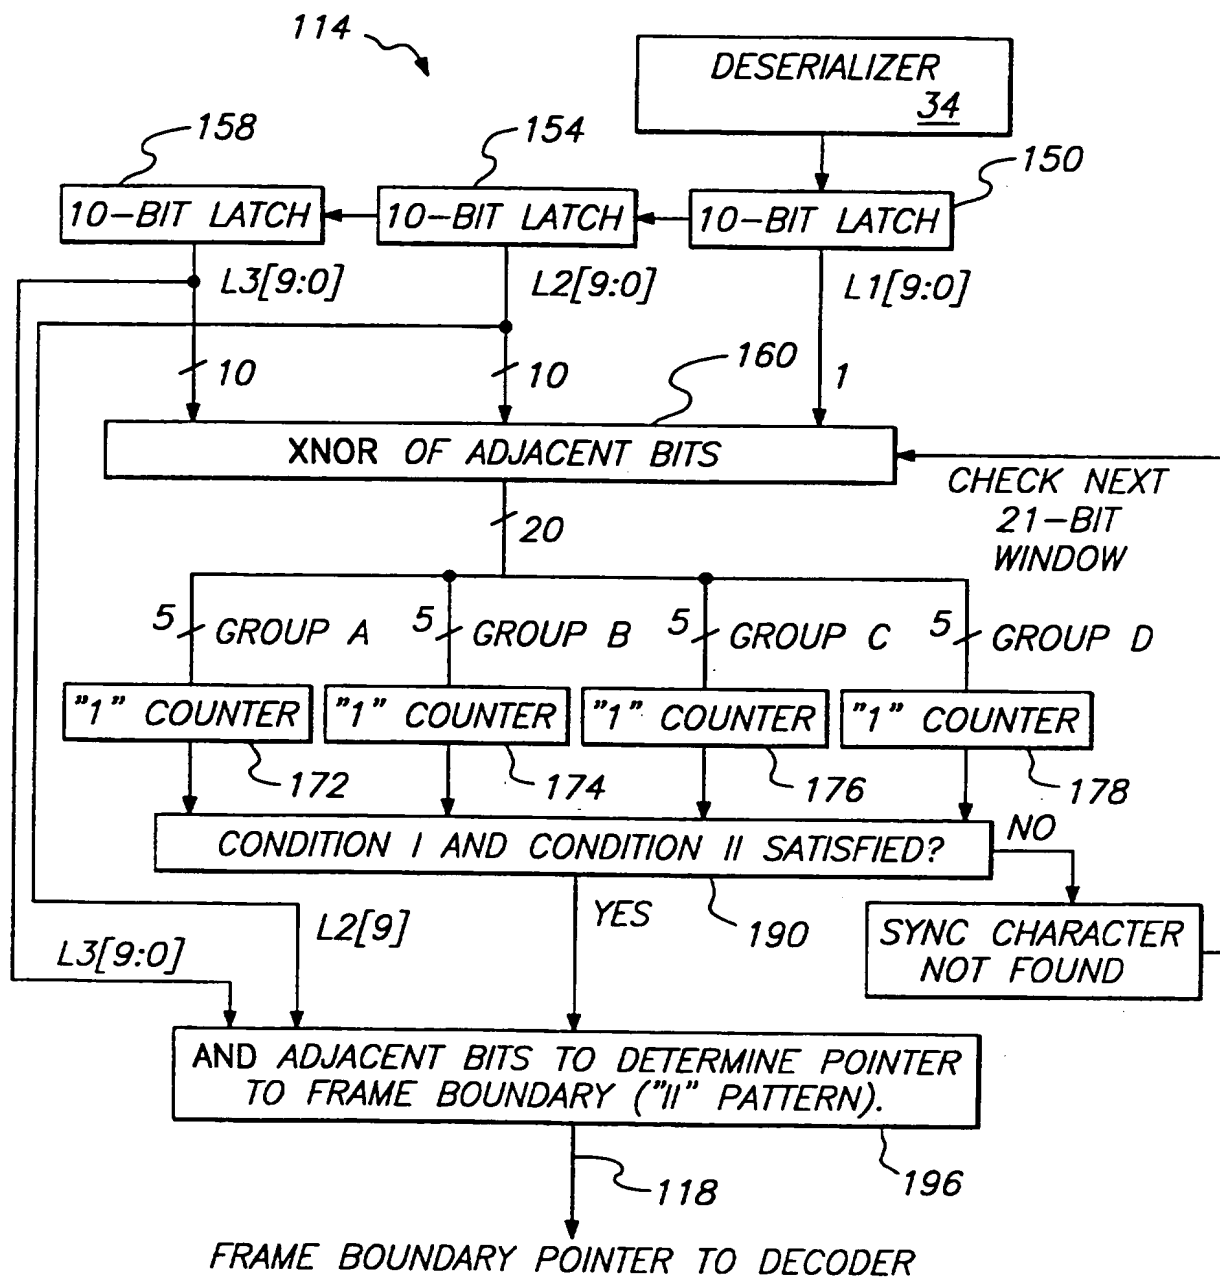 114
DESERIALIZER
34
158
154
150
10-BIT LATCH
10-BIT LATCH
10-BIT LATCH
L3[9:0]
L2[9:0]
L1[9:0]
10
10
1
160
XNOR OF ADJACENT BITS
CHECK NEXT
21-BIT
WINDOW
20
5
GROUP A
5
GROUP B
5
GROUP C
5
GROUP D
"1" COUNTER
"1" COUNTER
"1" COUNTER
"1" COUNTER
172
174
176
178
CONDITION I AND CONDITION II SATISFIED?
NO
YES
190
L2[9]
L3[9:0]
SYNC CHARACTER
NOT FOUND
AND ADJACENT BITS TO DETERMINE POINTER
TO FRAME BOUNDARY ("11" PATTERN).
118
196
FRAME BOUNDARY POINTER TO DECODER